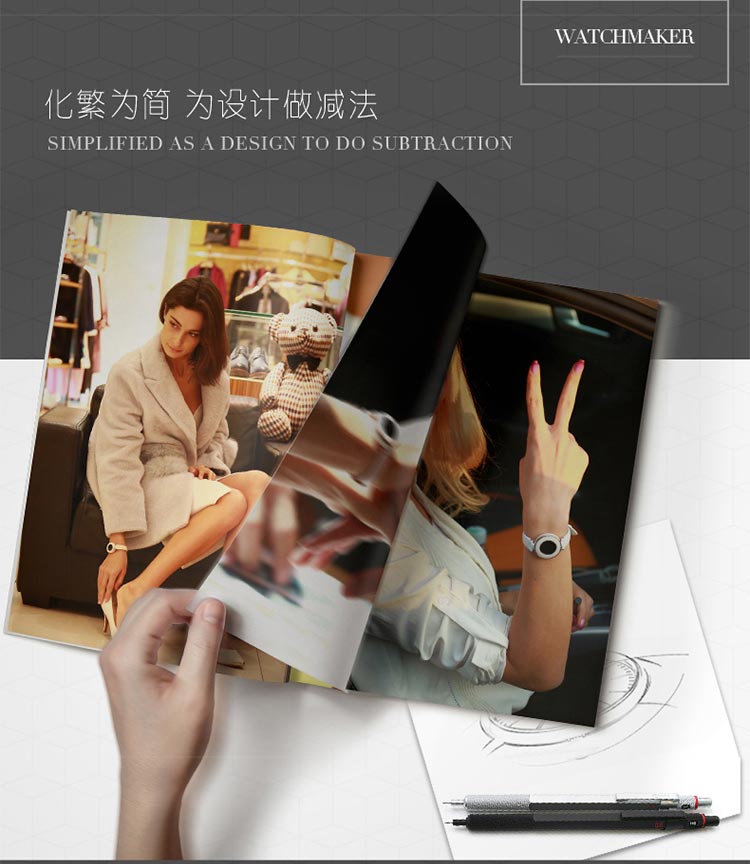 WATCHMAKER
化繁为简 为设计做减法
SIMPLIFIED AS A DESIGN TO DO SUBTRACTION